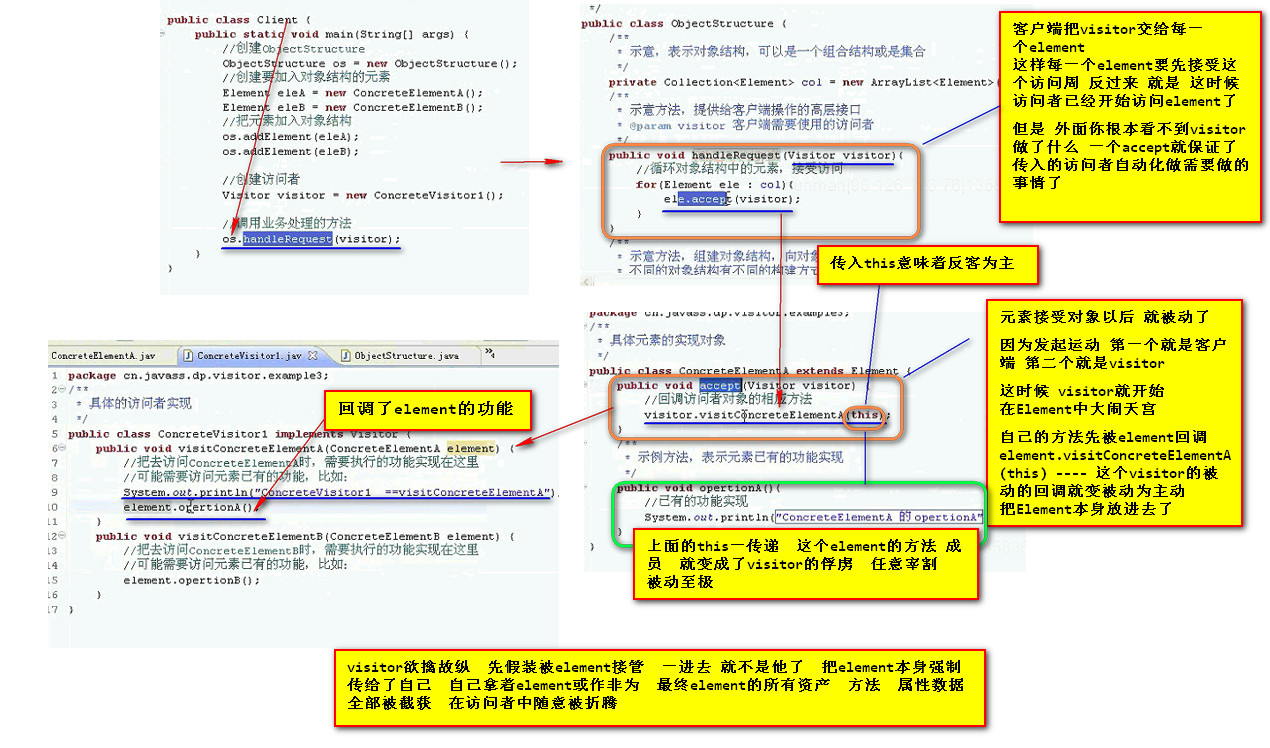 public class Client {
public static void main(String[] args) {
//创建ObjectStructure
ObjectStructure os = new ObjectStructure();
//创建要加入对象结构的元素
Element eleA = new ConcreteElementA();
Element eleB = new ConcreteElementB();
//把元素加入对象结构
os.addElement(eleA);
os.addElement(eleB);
//创建访问者
Visitor visitor = new ConcreteVisitor1();
//调用业务处理的方法
os.handleRequest(visitor);
}
}
*/
public class ObjectStructure {
/**
* 示意，表示对象结构，可以是一个组合结构或是集合
*/
private Collection<Element> col = new ArrayList<Element>(
/**
* 示意方法，提供给客户端操作的高层接口
* @param visitor 客户端需要使用的访问者
*/
public void handleRequest(Visitor visitor){
//循环对象结构中的元素，接受访问
for(Element ele : col){
ele.accept(visitor);
}
}
/**
* 示意方法，组建对象结构，向对象
* 不同的对象结构有不同的构建方式
客户端把visitor交给每一
个element
这样每一个element要先接受这
个访问周 反过来 就是 这时候
访问者已经开始访问element了
但是 外面你根本看不到visitor
做了什么 一个accept就保证了
传入的访问者自动化做需要做的
事情了
传入this意味着反客为主
package cn.javass.dp.visitor.example3;
/**
* 具体元素的实现对象
*/
public class ConcreteElementA extends Element {
public void accept(Visitor visitor) {
//回调访问者对象的相应方法
visitor.visitConcreteElementA(this);
}
/**
* 示例方法，表示元素已有的功能实现
*/
public void opertionA(){
//已有的功能实现
System.out.println("ConcreteElementA 的opertionA"
}
}
元素接受对象以后 就被动了
因为发起运动 第一个就是客户
端 第二个就是visitor
这时候 visitor就开始
在Element中大闹天宫
自己的方法先被element回调
element.visitConcreteElementA
(this) ---- 这个visitor的被
动的回调就变被动为主动
把Element本身放进去了
上面的this一传递 这个element的方法 成
员 就变成了visitor的俘虏 任意宰割
被动至极
ConcreteElementA.jav
ConcreteVisitor1.jav
ObjectStructure.java
»4
1 package cn.javass.dp.visitor.example3;
2 /**
3 * 具体的访问者实现
4 */
5 public class ConcreteVisitor1 implements Visitor {
6 public void visitConcreteElementA(ConcreteElementA element) {
7 //把去访问ConcreteElementA时，需要执行的功能实现在这里
8 //可能需要访问元素已有的功能，比如：
9 System.out.println("ConcreteVisitor1 ==visitConcreteElementA").
10 element.opertionA()
11 }
12 public void visitConcreteElementB(ConcreteElementB element) {
13 //把去访问ConcreteElementB时，需要执行的功能实现在这里
14 //可能需要访问元素已有的功能，比如：
15 element.opertionB();
16 }
17 }
回调了element的功能
visitor欲擒故纵 先假装被element接管 一进去 就不是他了 把element本身强制
传给了自己 自己拿着element或作非为 最终element的所有资产 方法 属性数据
全部被截获 在访问者中随意被折腾